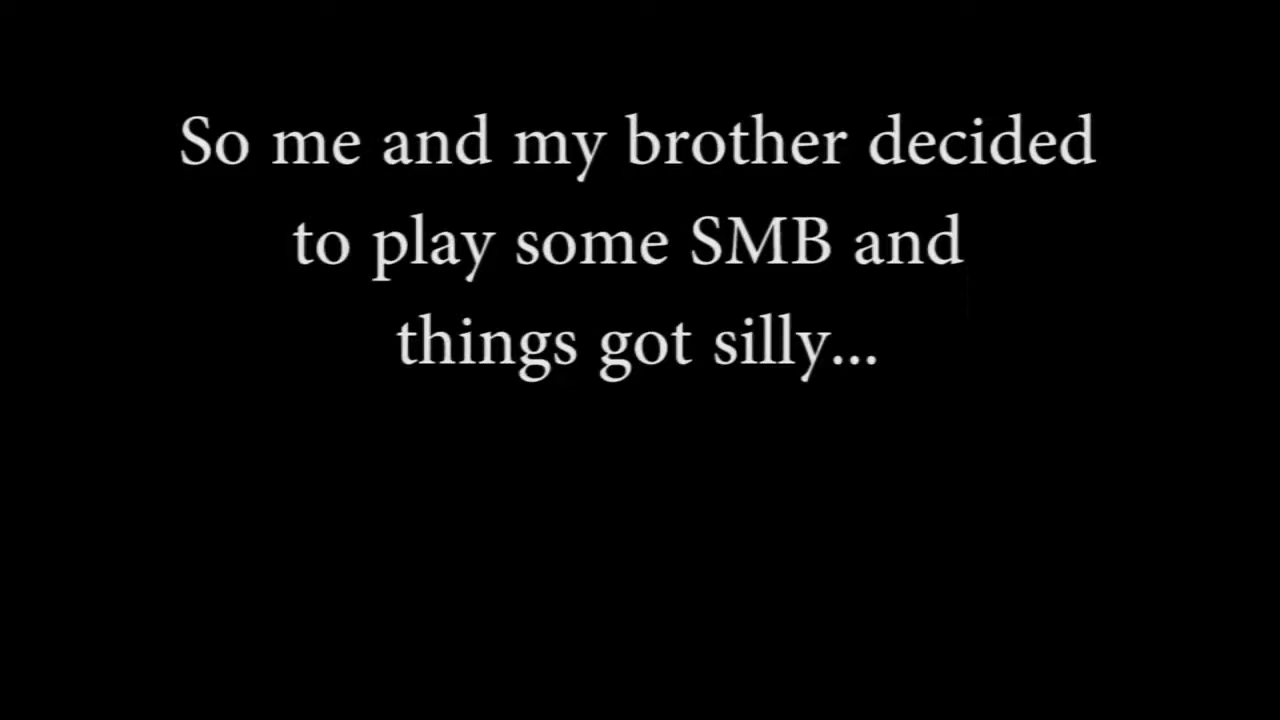 So me and my brother decided
to play some SMB and
things got silly...